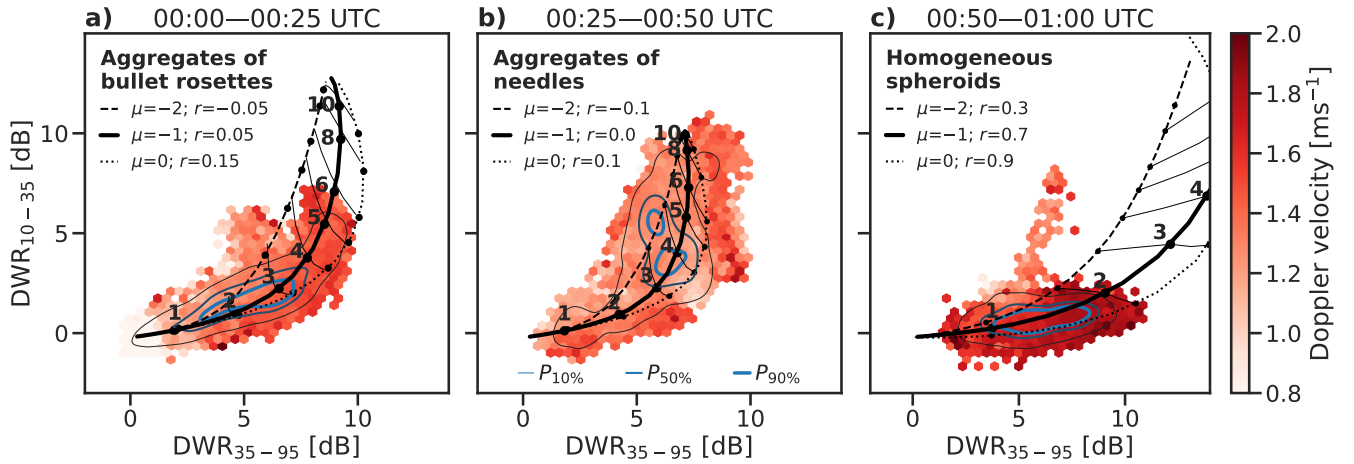 a) 00:00—00:25 UTC
Aggregates of
bullet rosettes
μ=−2; r=−0.05
μ=−1; r=0.05
μ=0; r=0.15
1
2
3
4
5
6
8
10
0
5
10
DWR10−35 [dB]
0
5
10
DWR35−95 [dB]
b) 00:25—00:50 UTC
Aggregates of
needles
μ=−2; r=−0.1
μ=−1; r=0.0
μ=0; r=0.1
1
2
3
4
5
6
8
10
P10%
P50%
P90%
0
5
10
DWR35−95 [dB]
c) 00:50—01:00 UTC
Homogeneous
spheroids
μ=−2; r=0.3
μ=−1; r=0.7
μ=0; r=0.9
1
2
3
4
0
5
10
DWR35−95 [dB]
2.0
1.8
1.6
1.4
1.2
1.0
0.8
Doppler velocity [ms−1]